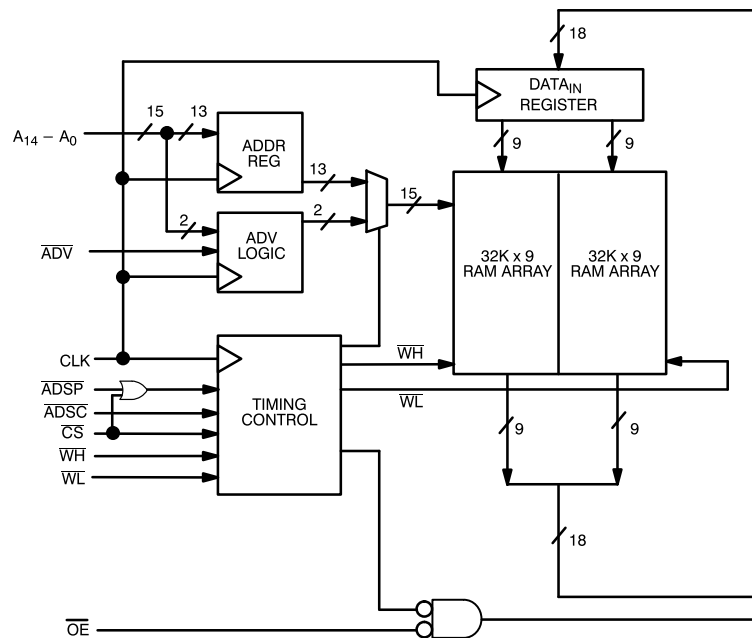 18
DATAIN
REGISTER
15
13
A14 – A0
ADDR
REG
9
9
13
15
2
2
ADV
LOGIC
ADV
32K x 9
RAM ARRAY
32K x 9
RAM ARRAY
CLK
WH
ADSP
TIMING
CONTROL
WL
ADSC
CS
9
9
WH
WL
18
OE